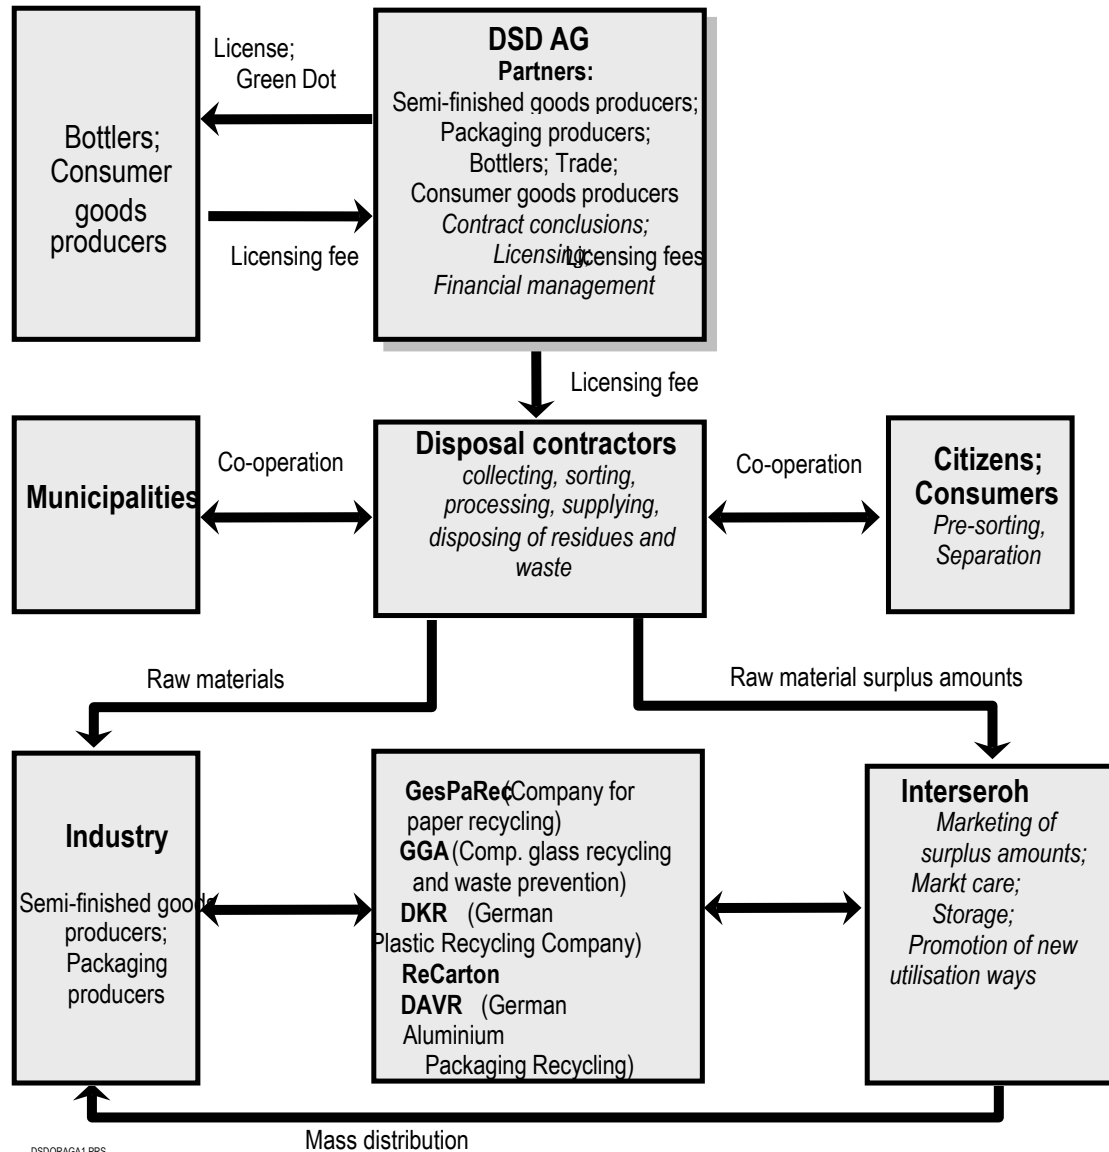 License;
Green Dot
Bottlers;
Consumer
goods
producers
Licensing fee
DSD AG
Partners:
Semi-finished goods producers;
Packaging producers;
Bottlers; Trade;
Consumer goods producers
Contract conclusions;
Licensing;
Licensing fees
Financial management
Licensing fee
Municipalities
Co-operation
Disposal contractors
collecting, sorting,
processing, supplying,
disposing of residues and
waste
Co-operation
Citizens;
Consumers
Pre-sorting,
Separation
Raw materials
Raw material surplus amounts
Industry
Semi-finished goods
producers;
Packaging
producers
GesPaRec (Company for
paper recycling)
GGA (Comp. glass recycling
and waste prevention)
DKR (German
Plastic Recycling Company)
ReCarton
DAVR (German
Aluminium
Packaging Recycling)
Interseroh
Marketing of
surplus amounts;
Markt care;
Storage;
Promotion of new
utilisation ways
Mass distribution
DSDORAGA1.PRS